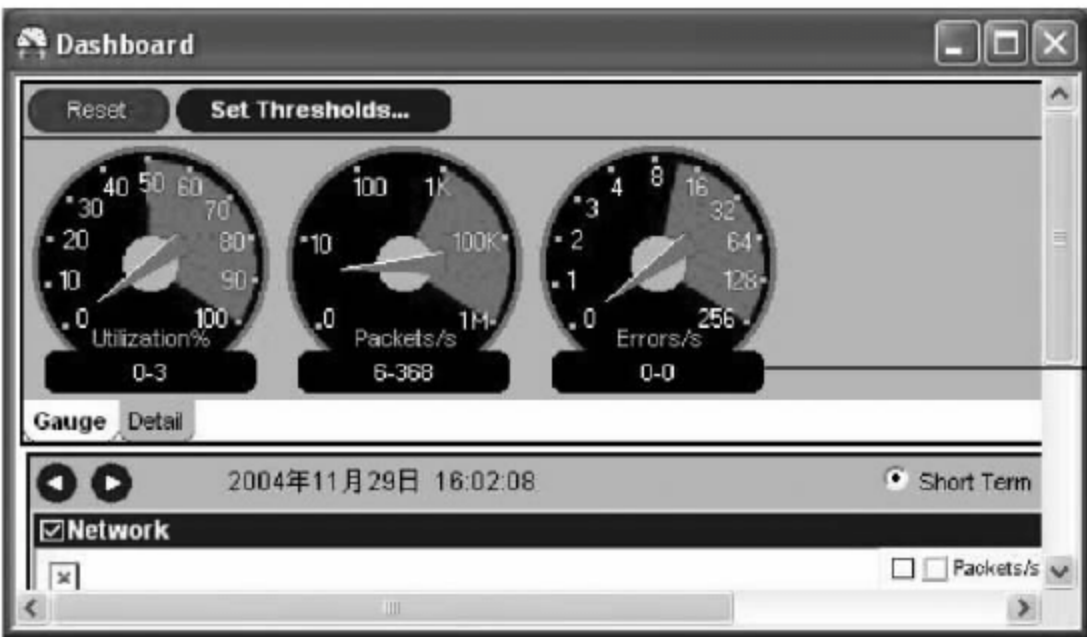 Dashboard
Reset Set Thresholds...
0 10 20 30 40 50 60 70 80 90 100
Utilization%
0-3
0 10 100 1K 100K 1M
Packets/s
6-368
0 1 2 3 4 8 16 32 64 128 256
Errors/s
0-0
Gauge Detail
2004年11月29日 16:02:08 Short Term
Network
Packets/s